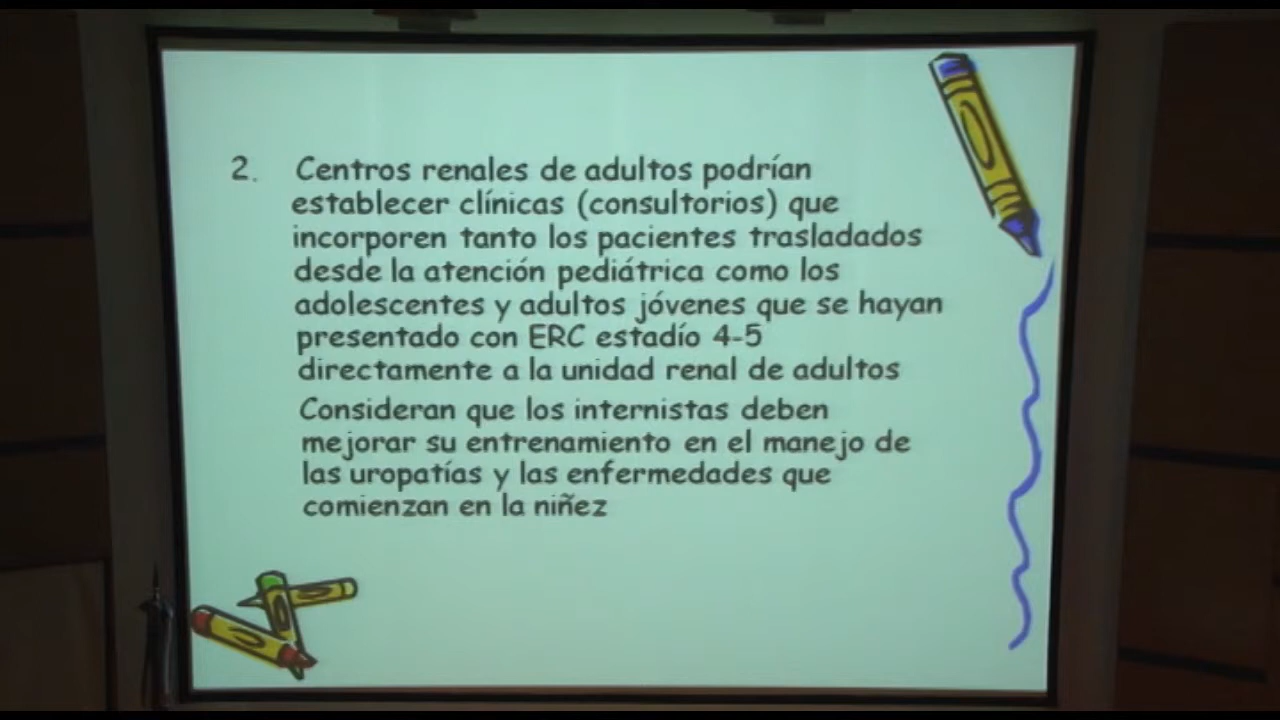 2. Centros renales de adultos podrían
establecer clínicas (consultorios) que
incorporen tanto los pacientes trasladados
desde la atención pediátrica como los
adolescentes y adultos jóvenes que se hayan
presentado con ERC estadío 4-5
directamente a la unidad renal de adultos
Consideran que los internistas deben
mejorar su entrenamiento en el manejo de
las uropatías y las enfermedades que
comienzan en la niñez